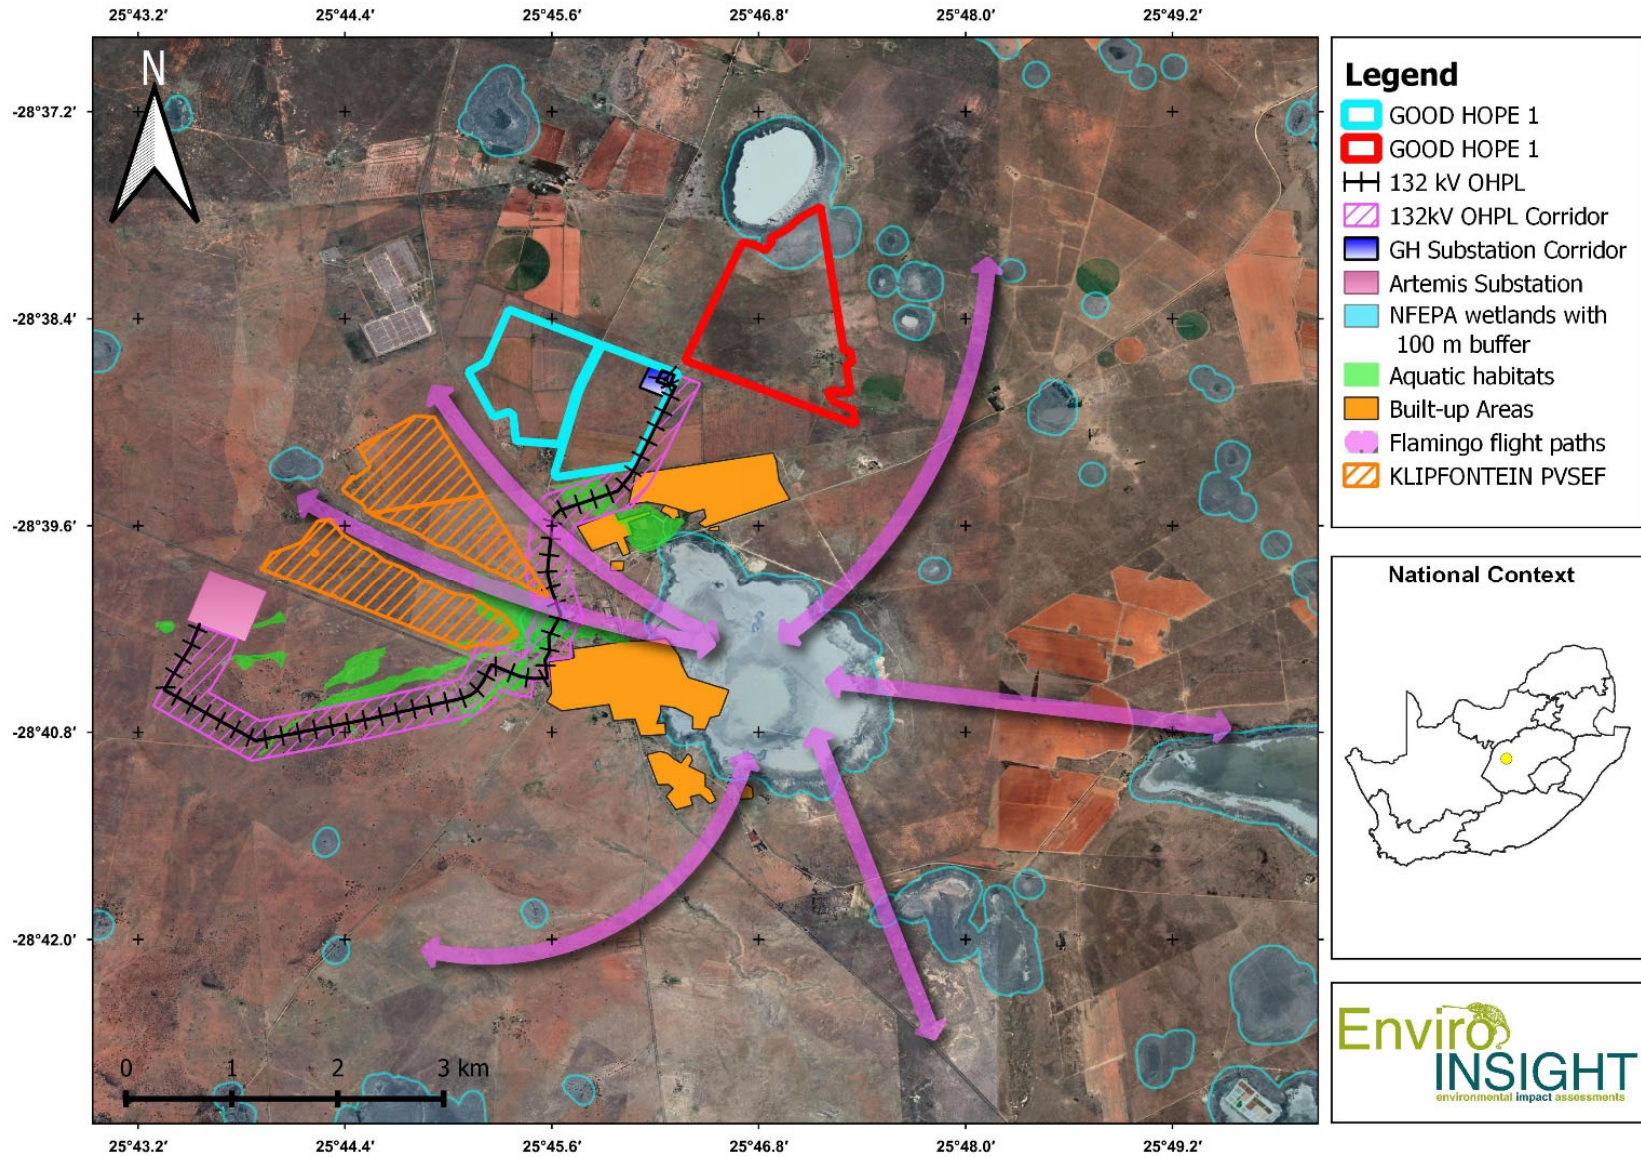 25°43.2' 25°44.4' 25°45.6' 25°46.8' 25°48.0' 25°49.2'
N
-28°37.2'
-28°38.4'
-28°39.6'
-28°40.8'
-28°42.0'
0 1 2 3 km
25°43.2' 25°44.4' 25°45.6' 25°46.8' 25°48.0' 25°49.2'
Legend
GOOD HOPE 1
GOOD HOPE 1
132 kV OHPL
132kV OHPL Corridor
GH Substation Corridor
Artemis Substation
NFEPA wetlands with
100 m buffer
Aquatic habitats
Built-up Areas
Flamingo flight paths
KLIPFONTEIN PVSEF
National Context
Enviro
INSIGHT
environmental impact assessments